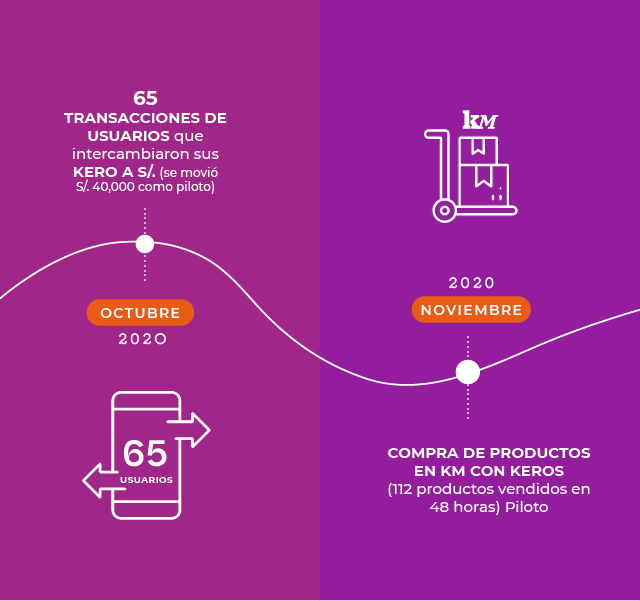 65
TRANSACCIONES DE
USUARIOS que
intercambiaron sus
KERO A S/. (se movió
S/. 40,000 como piloto)
OCTUBRE
2020
65
USUARIOS
kM
2020
NOVIEMBRE
COMPRA DE PRODUCTOS
EN KM CON KEROS
(112 productos vendidos en
48 horas) Piloto